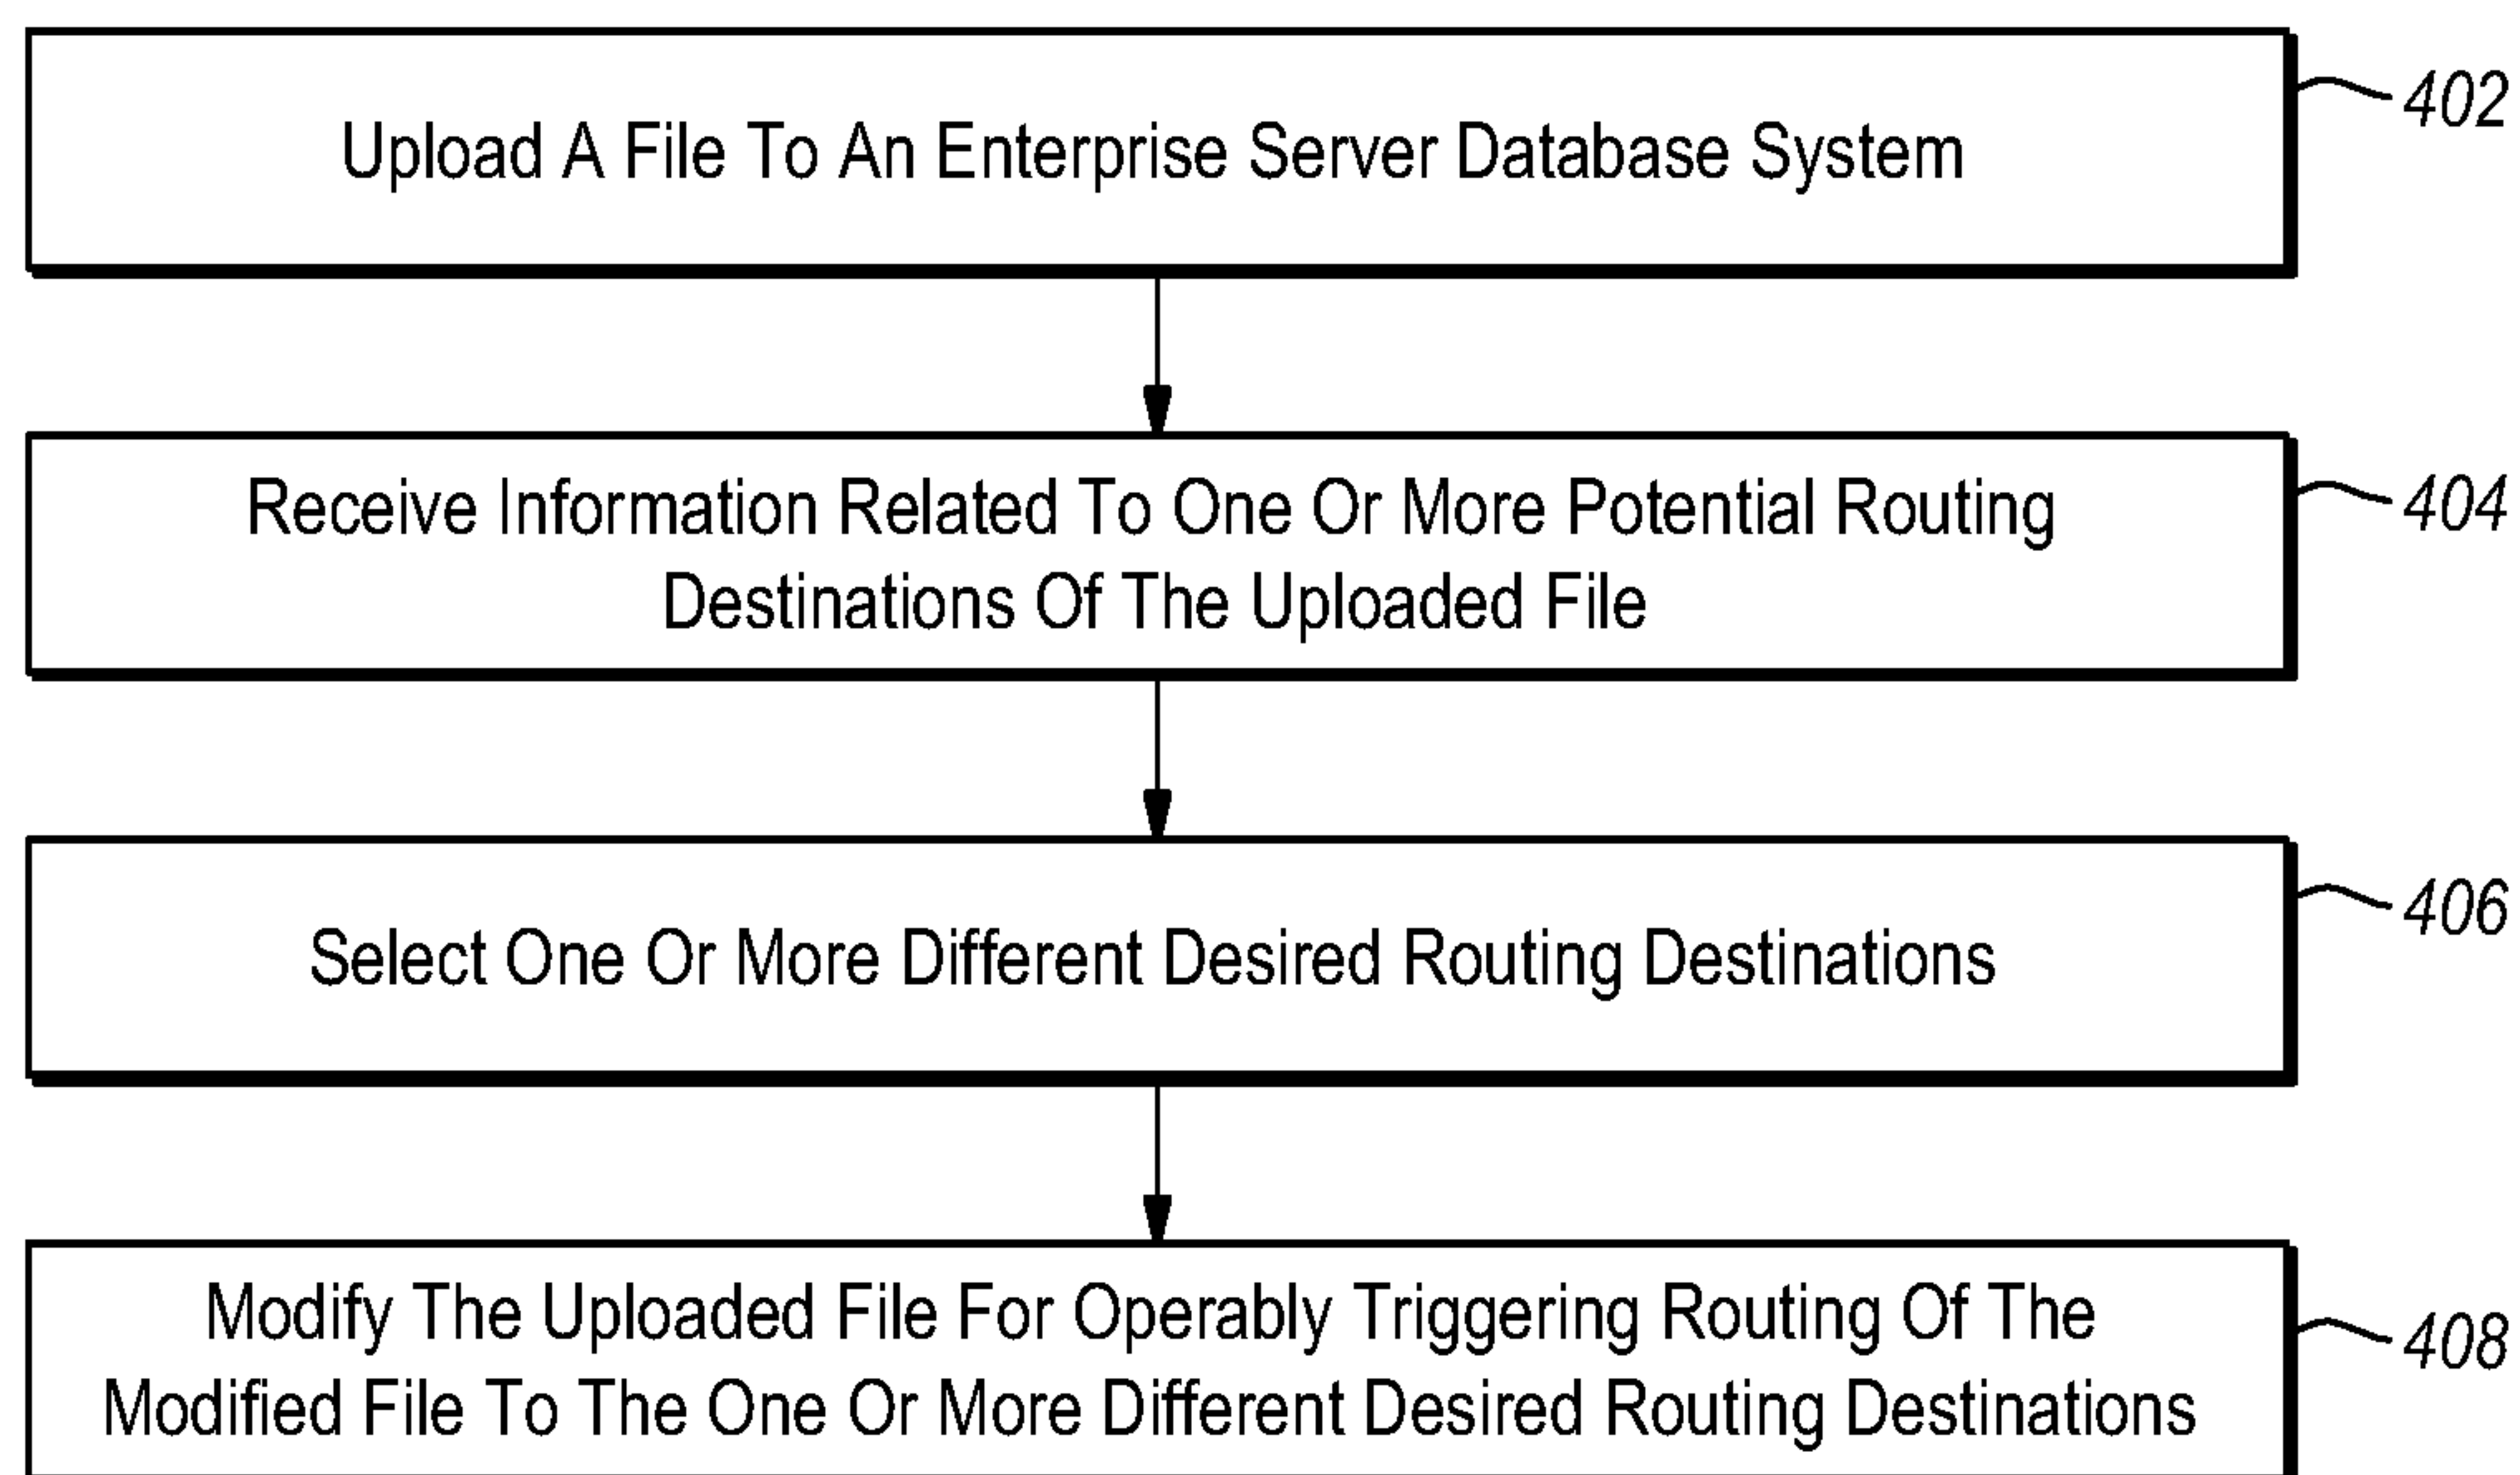 Upload A File To An Enterprise Server Database System
402
Receive Information Related To One Or More Potential Routing
Destinations Of The Uploaded File
404
Select One Or More Different Desired Routing Destinations
406
Modify The Uploaded File For Operably Triggering Routing Of The
Modified File To The One Or More Different Desired Routing Destinations
408